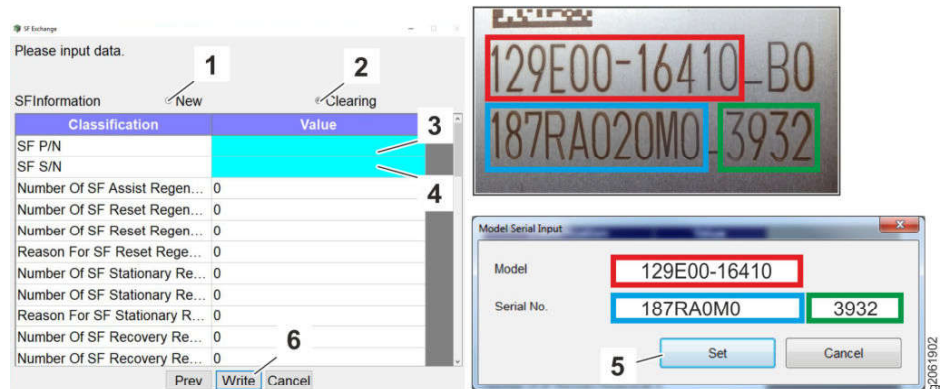 SF Exchange
Please input data.
1
2
SFInformation
New
Clearing
Classification
Value
3
SF P/N
SF S/N
4
Number Of SF Assist Regen... 0
Number Of SF Reset Regen... 0
Number Of SF Reset Regen... 0
Reason For SF Reset Rege... 0
Number Of SF Stationary Re... 0
Number Of SF Stationary Re... 0
Reason For SF Stationary R... 0
Number Of SF Recovery Re... 0
Number Of SF Recovery Re... 0
6
Prev Write Cancel
129E00-16410_B0
187RA020M0_3932
Model Serial Input
Model 129E00-16410
Serial No. 187RA0M0 3932
5
Set Cancel
g2061902